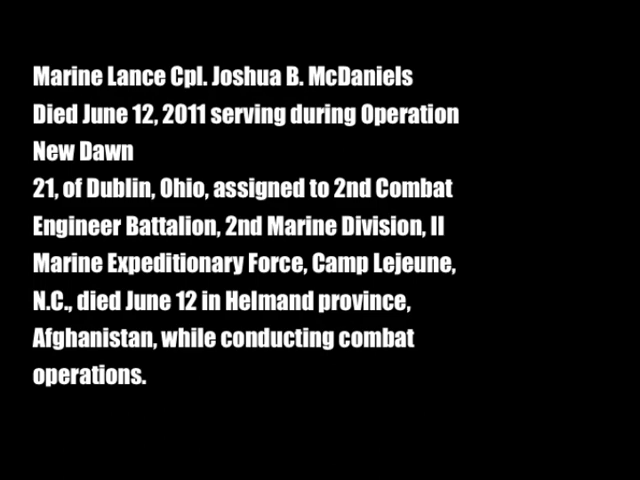 Marine Lance Cpl. Joshua B. McDaniels
Died June 12, 2011 serving during Operation
New Dawn
21, of Dublin, Ohio, assigned to 2nd Combat
Engineer Battalion, 2nd Marine Division, II
Marine Expeditionary Force, Camp Lejeune,
N.C., died June 12 in Helmand province,
Afghanistan, while conducting combat
operations.